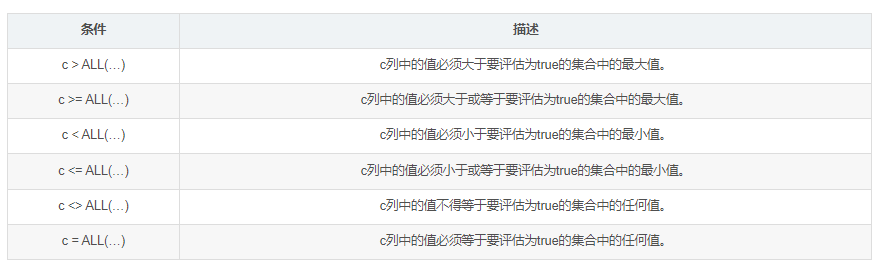 条件 描述
c > ALL(…) c列中的值必须大于要评估为true的集合中的最大值。
c >= ALL(…) c列中的值必须大于或等于要评估为true的集合中的最大值。
c < ALL(…) c列中的值必须小于要评估为true的集合中的最小值。
c <= ALL(…) c列中的值必须小于或等于要评估为true的集合中的最小值。
c <> ALL(…) c列中的值不得等于要评估为true的集合中的任何值。
c = ALL(…) c列中的值必须等于要评估为true的集合中的任何值。